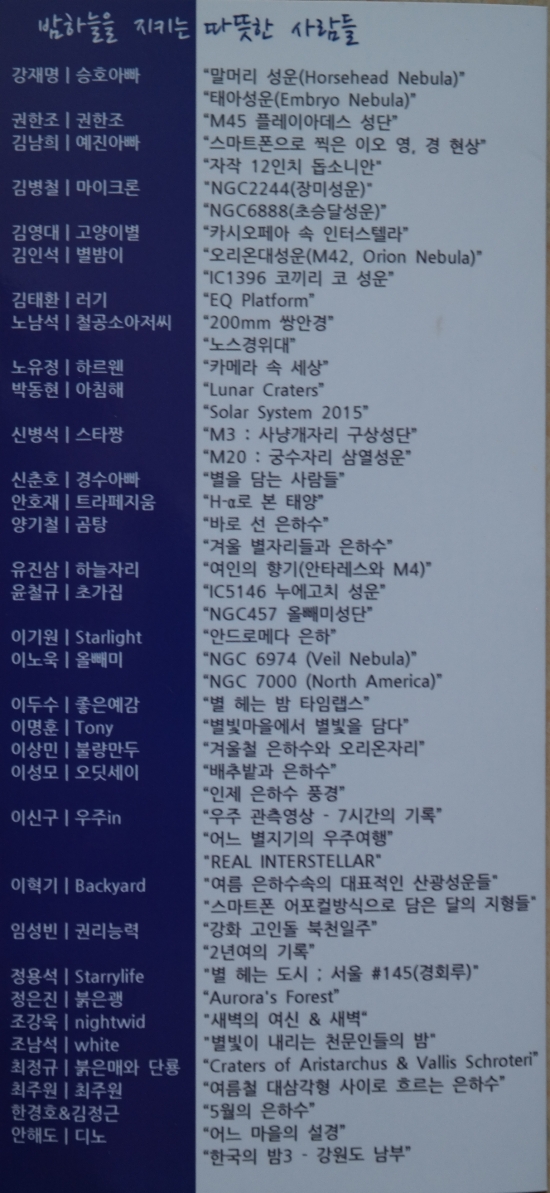 밤하늘을 지키는 따뜻한 사람들
강재명 | 승호아빠 "말머리 성운(Horsehead Nebula)"
"태아성운(Embryo Nebula)"
권한조 | 권한조 "M45 플레이아데스 성단"
김남희 | 예진아빠 "스마트폰으로 찍은 이오 영, 경 현상"
"자작 12인치 돕소니안"
김병철 | 마이크론 "NGC2244(장미성운)"
"NGC6888(초승달성운)"
김영대 | 고양이별 "카시오페아 속 인터스텔라"
김인석 | 별밤이 "오리온대성운(M42, Orion Nebula)"
"IC1396 코끼리 코 성운"
김태환 | 러기 "EQ Platform"
노남석 | 철공소아저씨 "200mm 쌍안경"
"노스경위대"
노유정 | 하르웬 "카메라 속 세상"
박동현 | 아침해 "Lunar Craters"
"Solar System 2015"
신병석 | 스타짱 "M3 : 사냥개자리 구상성단"
"M20 : 궁수자리 삼열성운"
신춘호 | 경수아빠 "별을 담는 사람들"
안호재 | 트라페지움 "H-α로 본 태양"
양기철 | 곰탕 "바로 선 은하수"
"겨울 별자리들과 은하수"
유진삼 | 하늘자리 "여인의 향기(안타레스와 M4)"
윤철규 | 초가집 "IC5146 누에고치 성운"
"NGC457 올빼미성단"
이기원 | Starlight "안드로메다 은하"
이노욱 | 올빼미 "NGC 6974 (Veil Nebula)"
"NGC 7000 (North America)"
이두수 | 좋은예감 "별 헤는 밤 타임랩스"
이명훈 | Tony "별빛마을에서 별빛을 담다"
이상민 | 불량만두 "겨울철 은하수와 오리온자리"
이성모 | 오딧세이 "배추밭과 은하수"
"인제 은하수 풍경"
이신구 | 우주in "우주 관측영상 - 7시간의 기록"
"어느 별지기의 우주여행"
"REAL INTERSTELLAR"
이혁기 | Backyard "여름 은하수속의 대표적인 산광성운들"
"스마트폰 어포컬방식으로 담은 달의 지형들"
임성빈 | 권리능력 "강화 고인돌 북천일주"
"2년여의 기록"
정용석 | Starrylife "별 헤는 도시 : 서울 #145(경회루)"
정은진 | 붉은괭 "Aurora's Forest"
조강욱 | nightwid "새벽의 여신 & 새벽"
조남석 | white "별빛이 내리는 천문인들의 밤"
최정규 | 붉은매와 단풍 "Craters of Aristarchus & Vallis Schroteri"
최주원 | 최주원 "여름철 대삼각형 사이로 흐르는 은하수"
한경호&김정근 "5월의 은하수"
안해도 | 디노 "어느 마을의 설경"
"한국의 밤3 - 강원도 남부"